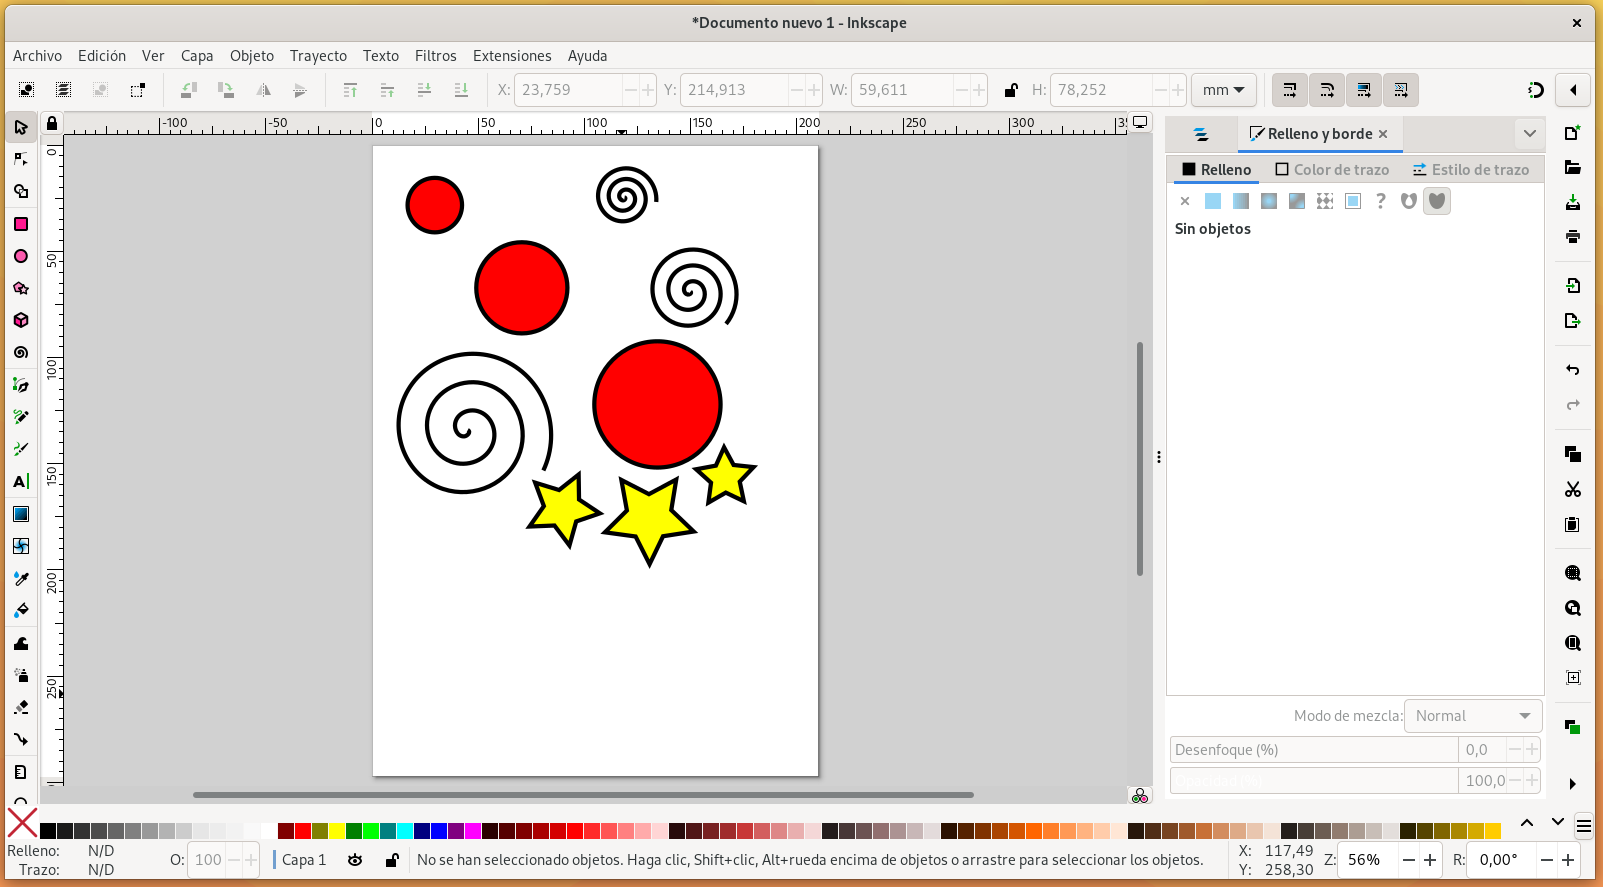 *Documento nuevo 1 - Inkscape
Archivo Edición Ver Capa Objeto Trayecto Texto Filtros Extensiones Ayuda
X: 23,759 Y: 214,913 W: 59,611 H: 78,252 mm
-100 -50 0 50 100 150 200 250 300
0
50
100
150
200
250
Relleno y borde
Relleno Color de trazo Estilo de trazo
Sin objetos
Modo de mezcla: Normal
Desenfoque (%) 0,0
Opacidad (%) 100,0
Relleno: N/D
Trazo: N/D
O: 100
Capa 1
No se han seleccionado objetos. Haga clic, Shift+clic, Alt+rueda encima de objetos o arrastre para seleccionar los objetos.
X: 117,49
Y: 258,30
Z: 56%
R: 0,00°